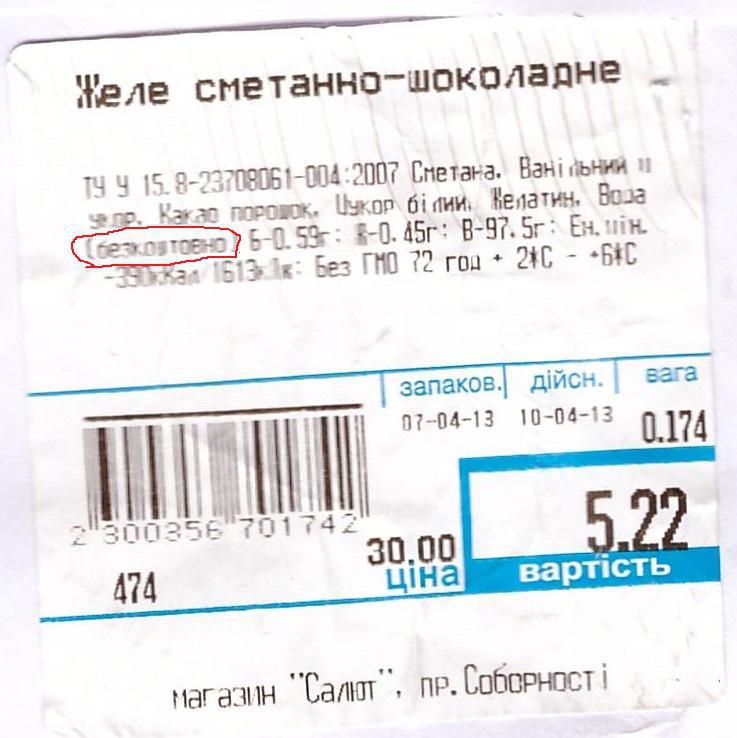 Желе сметанно-шоколадне
ТУ У 15.8-23708061-004:2007 Сметана. Ванільний
Какао порошок. Цукор білий. Желатин. Вода
(безкоштовно) Б-0.59г: Ж-0.45г: В-97.5г: Ен.цін.
-390кКал/1613кДж: Без ГМО 72 год + 2*С - +6*С
запаков. дійсн. вага
07-04-13 10-04-13 0.174
2 300356 701742
30.00 5.22
ціна вартість
474
магазин "Салют", пр.Соборності